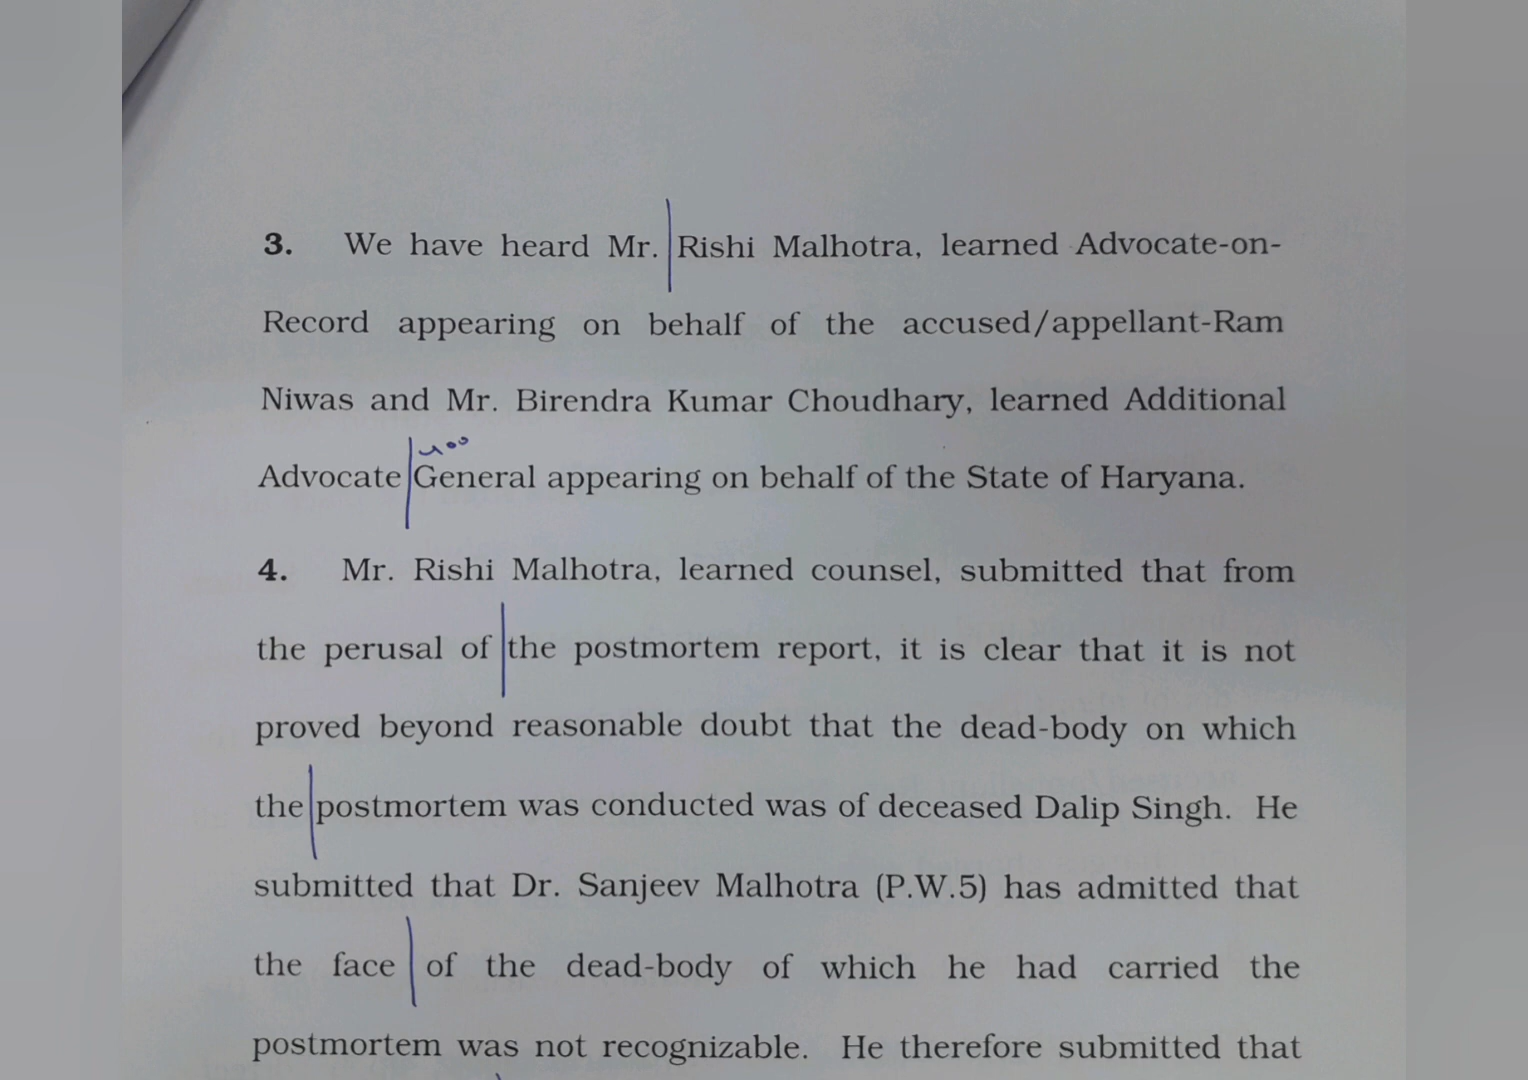 3. We have heard Mr. Rishi Malhotra, learned Advocate-on-
Record appearing on behalf of the accused/appellant-Ram
Niwas and Mr. Birendra Kumar Choudhary, learned Additional
Advocate General appearing on behalf of the State of Haryana.
4. Mr. Rishi Malhotra, learned counsel, submitted that from
the perusal of the postmortem report, it is clear that it is not
proved beyond reasonable doubt that the dead-body on which
the postmortem was conducted was of deceased Dalip Singh. He
submitted that Dr. Sanjeev Malhotra (P.W.5) has admitted that
the face of the dead-body of which he had carried the
postmortem was not recognizable. He therefore submitted that